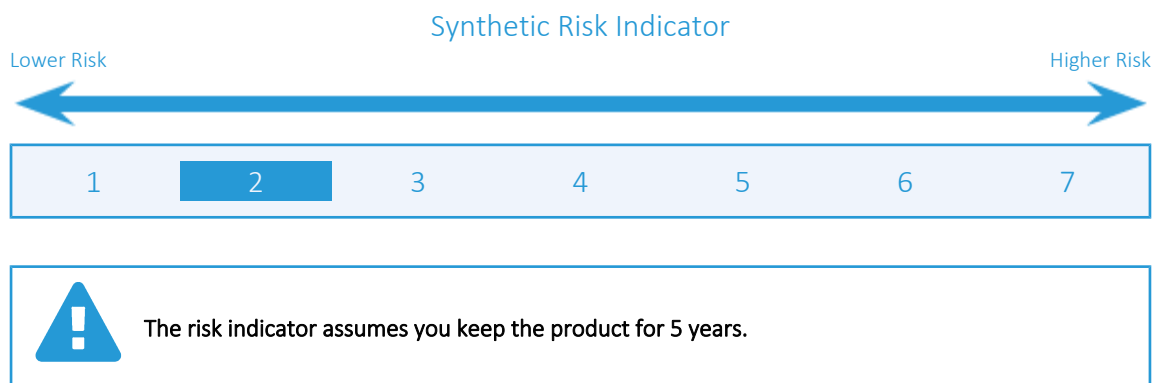 Synthetic Risk Indicator
Lower Risk Higher Risk
1 2 3 4 5 6 7
The risk indicator assumes you keep the product for 5 years.